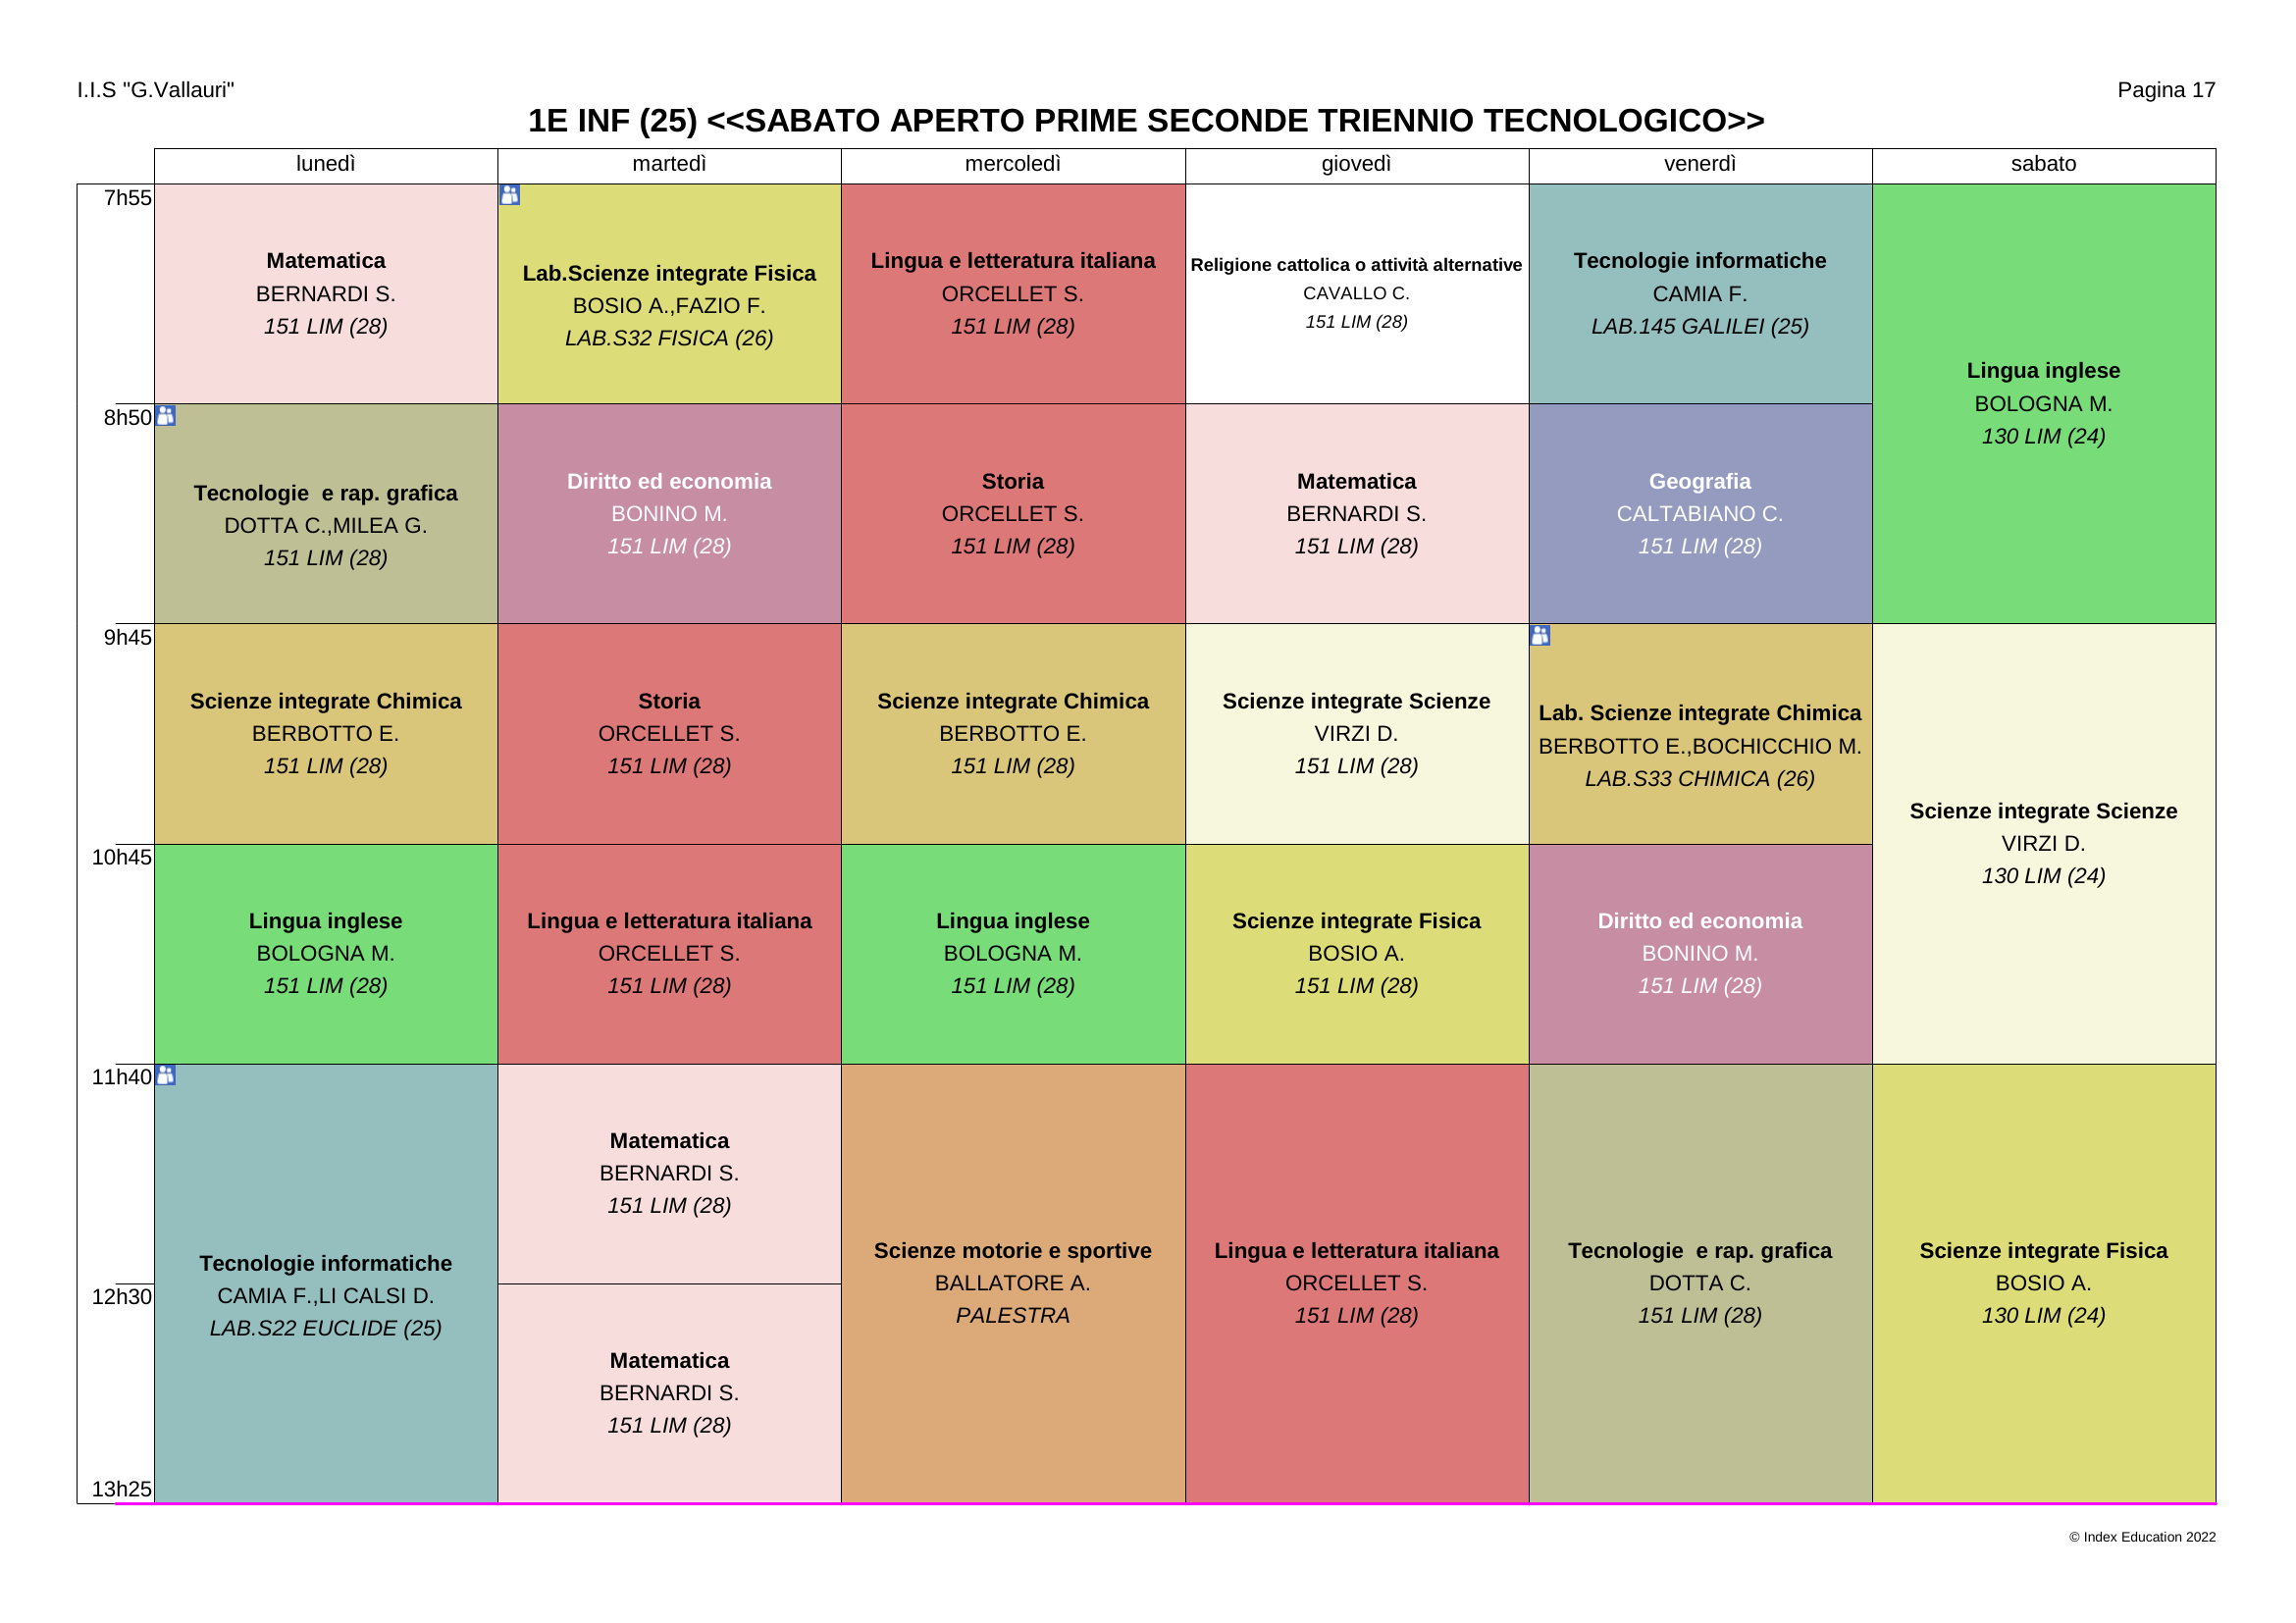 I.I.S "G.Vallauri"
Pagina 17
1E INF (25) <<SABATO APERTO PRIME SECONDE TRIENNIO TECNOLOGICO>>
lunedì
martedì
mercoledì
giovedì
venerdì
sabato
7h55
Matematica
BERNARDI S.
151 LIM (28)
Lab.Scienze integrate Fisica
BOSIO A.,FAZIO F.
LAB.S32 FISICA (26)
Lingua e letteratura italiana
ORCELLET S.
151 LIM (28)
Religione cattolica o attività alternative
CAVALLO C.
151 LIM (28)
Tecnologie informatiche
CAMIA F.
LAB.145 GALILEI (25)
Lingua inglese
BOLOGNA M.
130 LIM (24)
8h50
Tecnologie  e rap. grafica
DOTTA C.,MILEA G.
151 LIM (28)
Diritto ed economia
BONINO M.
151 LIM (28)
Storia
ORCELLET S.
151 LIM (28)
Matematica
BERNARDI S.
151 LIM (28)
Geografia
CALTABIANO C.
151 LIM (28)
9h45
Scienze integrate Chimica
BERBOTTO E.
151 LIM (28)
Storia
ORCELLET S.
151 LIM (28)
Scienze integrate Chimica
BERBOTTO E.
151 LIM (28)
Scienze integrate Scienze
VIRZI D.
151 LIM (28)
Lab. Scienze integrate Chimica
BERBOTTO E.,BOCHICCHIO M.
LAB.S33 CHIMICA (26)
Scienze integrate Scienze
VIRZI D.
130 LIM (24)
10h45
Lingua inglese
BOLOGNA M.
151 LIM (28)
Lingua e letteratura italiana
ORCELLET S.
151 LIM (28)
Lingua inglese
BOLOGNA M.
151 LIM (28)
Scienze integrate Fisica
BOSIO A.
151 LIM (28)
Diritto ed economia
BONINO M.
151 LIM (28)
11h40
Tecnologie informatiche
CAMIA F.,LI CALSI D.
LAB.S22 EUCLIDE (25)
Matematica
BERNARDI S.
151 LIM (28)
Scienze motorie e sportive
BALLATORE A.
PALESTRA
Lingua e letteratura italiana
ORCELLET S.
151 LIM (28)
Tecnologie  e rap. grafica
DOTTA C.
151 LIM (28)
Scienze integrate Fisica
BOSIO A.
130 LIM (24)
12h30
Matematica
BERNARDI S.
151 LIM (28)
13h25
© Index Education 2022